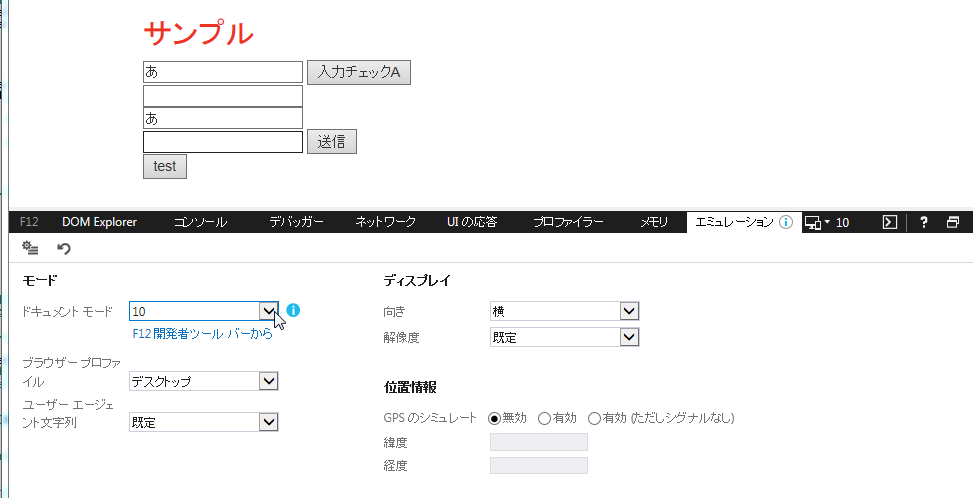 サンプル
あ 入力チェックA
あ
送信
test
F12 DOM Explorer コンソール デバッガー ネットワーク UI の応答 プロファイラー メモリ エミュレーション 10
モード
ドキュメント モード 10
F12 開発者ツール バーから
ブラウザー プロファ
イル デスクトップ
ユーザー エージェ
ント文字列 既定
ディスプレイ
向き 横
解像度 既定
位置情報
GPS のシミュレート 無効 有効 有効 (ただしシグナルなし)
緯度
経度